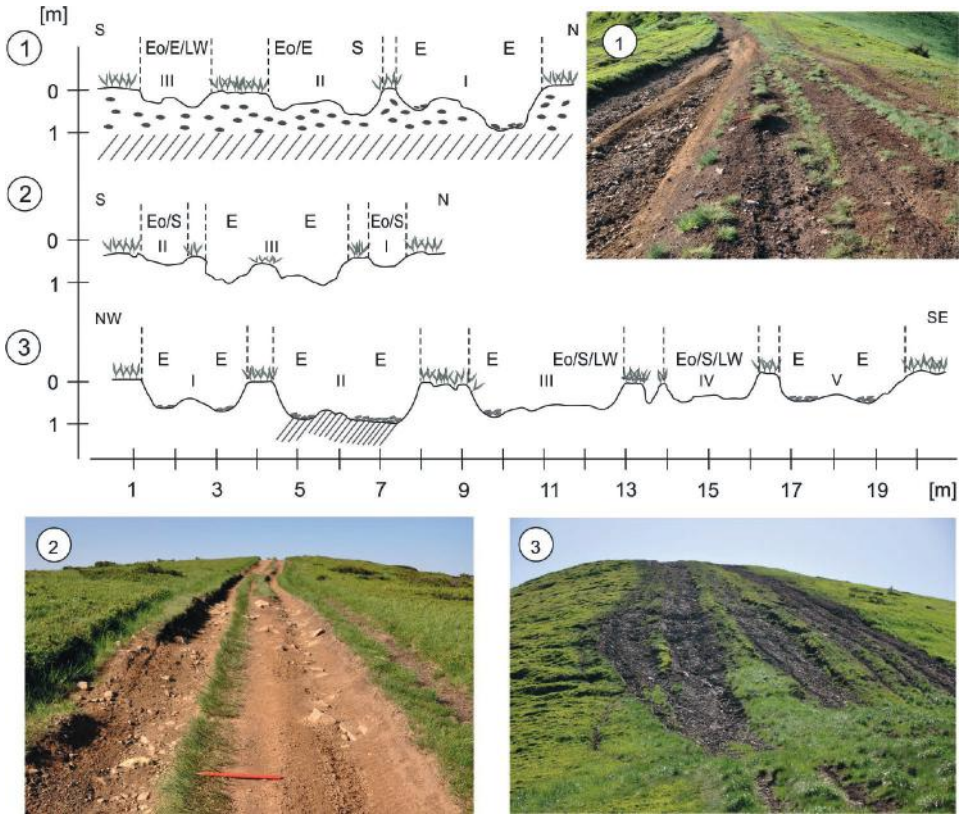 [m]
S N
1
Eo/E/LW Eo/E S E E
III II I
0
1
2
S N
Eo/S E E Eo/S
II III I
0
1
3
NW SE
E E E E E Eo/S/LW Eo/S/LW E E
I II III IV V
0
1
1 3 5 7 9 11 13 15 17 19 [m]
1
2
3